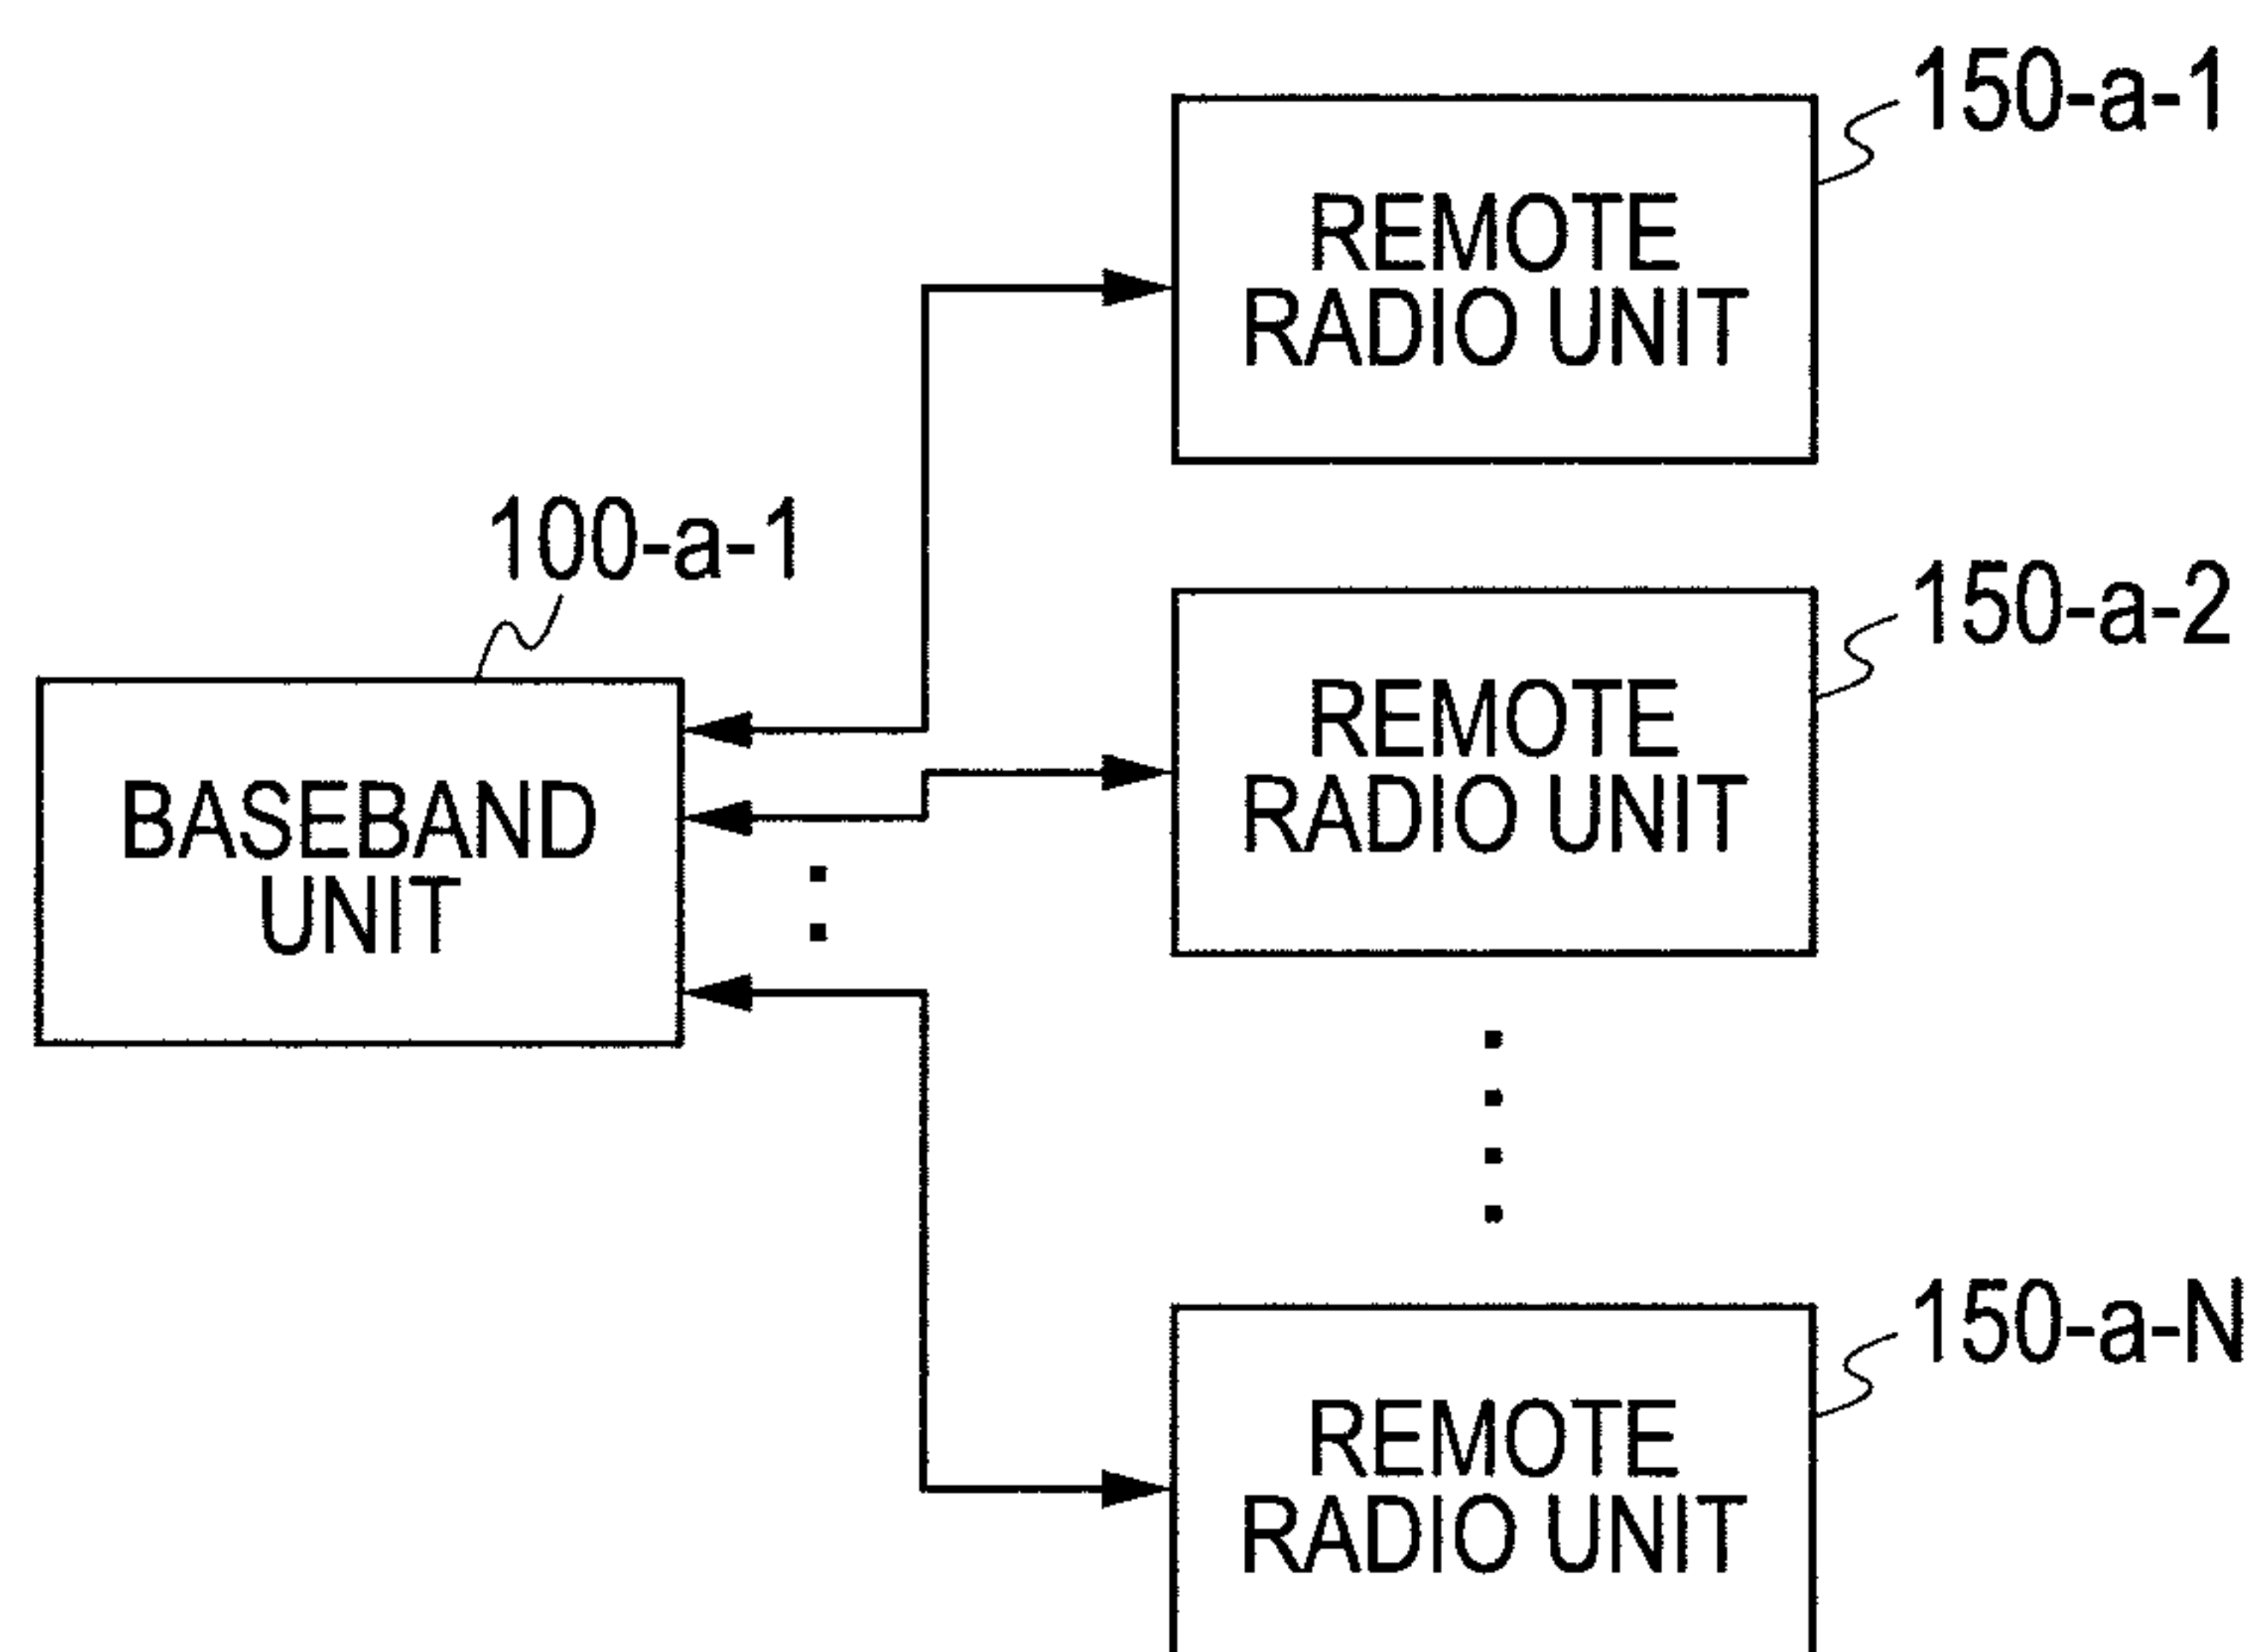 150-a-1
REMOTE
RADIO UNIT
100-a-1
BASEBAND
UNIT
150-a-2
REMOTE
RADIO UNIT
150-a-N
REMOTE
RADIO UNIT